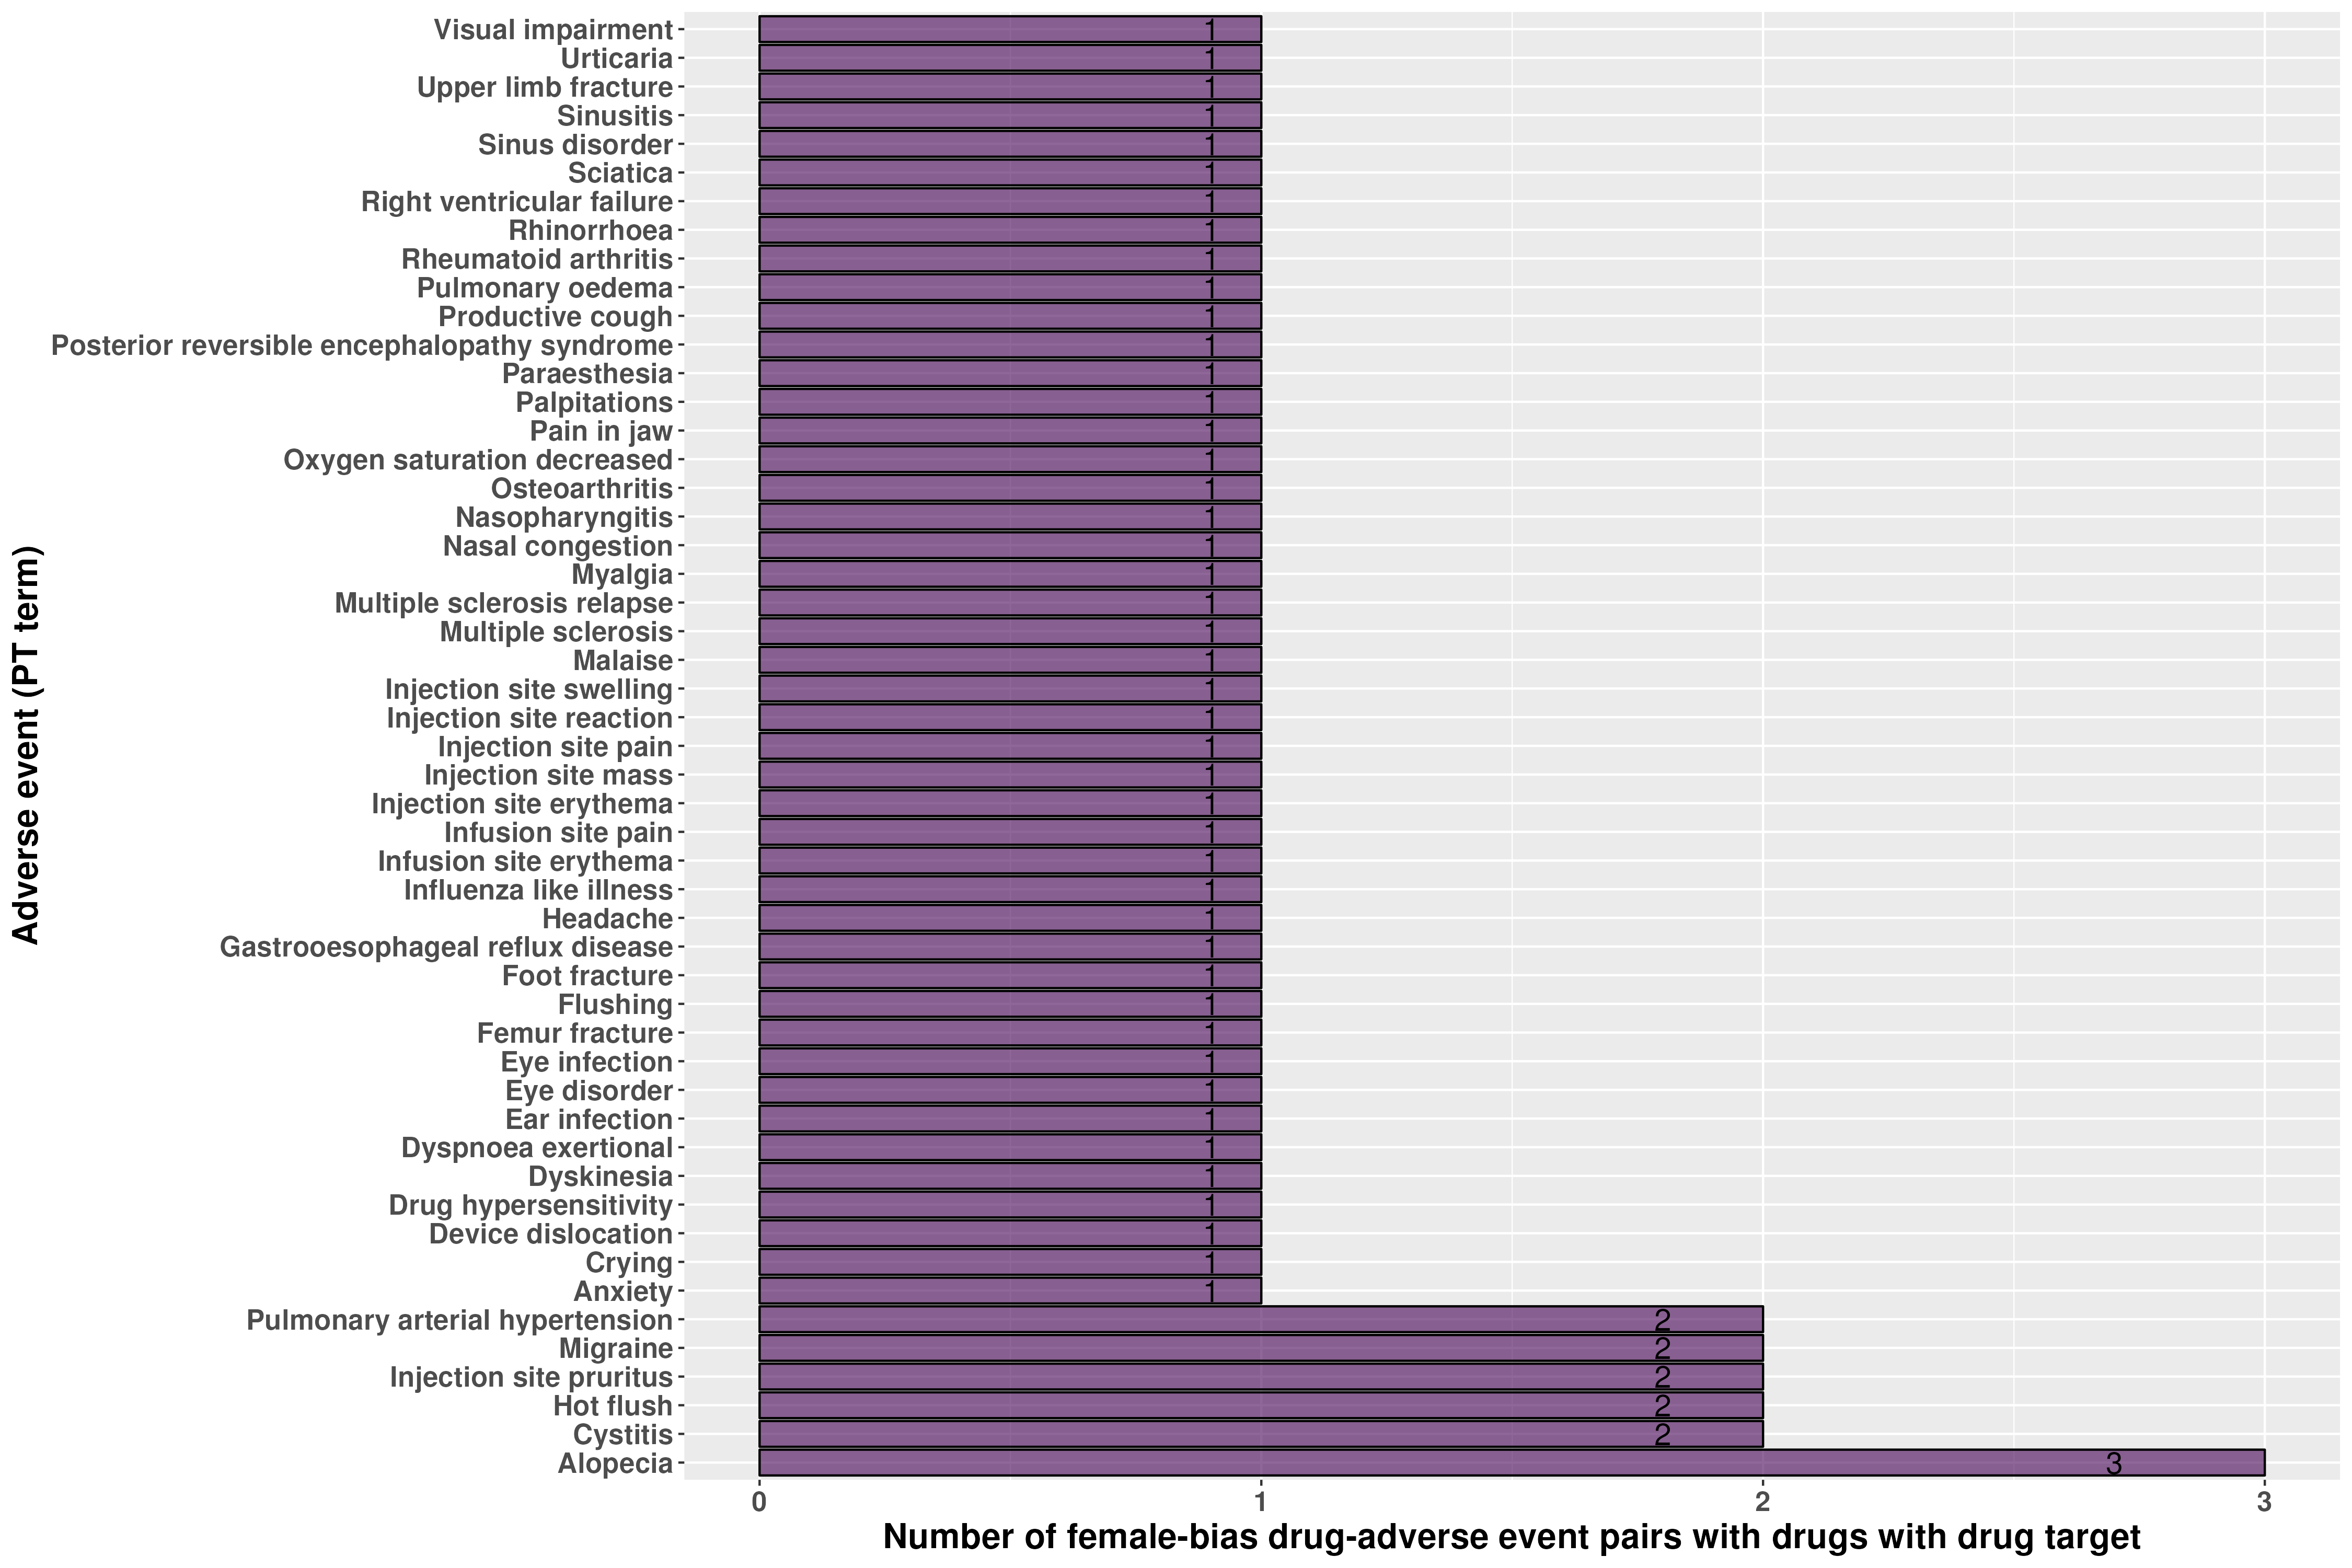 Adverse event (PT term)
Visual impairment 1
Urticaria 1
Upper limb fracture 1
Sinusitis 1
Sinus disorder 1
Sciatica 1
Right ventricular failure 1
Rhinorrhoea 1
Rheumatoid arthritis 1
Pulmonary oedema 1
Productive cough 1
Posterior reversible encephalopathy syndrome 1
Paraesthesia 1
Palpitations 1
Pain in jaw 1
Oxygen saturation decreased 1
Osteoarthritis 1
Nasopharyngitis 1
Nasal congestion 1
Myalgia 1
Multiple sclerosis relapse 1
Multiple sclerosis 1
Malaise 1
Injection site swelling 1
Injection site reaction 1
Injection site pain 1
Injection site mass 1
Injection site erythema 1
Infusion site pain 1
Infusion site erythema 1
Influenza like illness 1
Headache 1
Gastrooesophageal reflux disease 1
Foot fracture 1
Flushing 1
Femur fracture 1
Eye infection 1
Eye disorder 1
Ear infection 1
Dyspnoea exertional 1
Dyskinesia 1
Drug hypersensitivity 1
Device dislocation 1
Crying 1
Anxiety 1
Pulmonary arterial hypertension 2
Migraine 2
Injection site pruritus 2
Hot flush 2
Cystitis 2
Alopecia 3
0 1 2 3
Number of female-bias drug-adverse event pairs with drugs with drug target